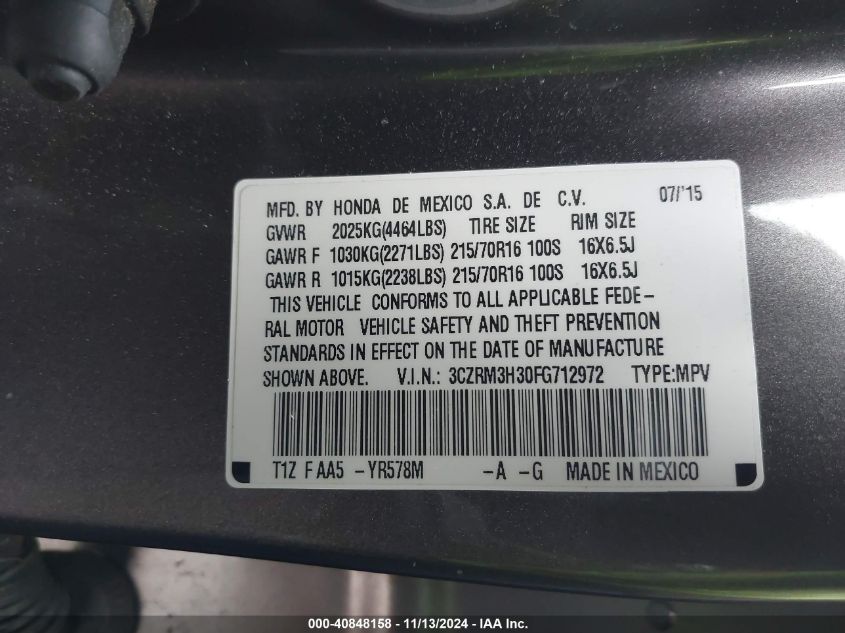 MFD. BY HONDA DE MEXICO S.A. DE C.V. 07/'15
GVWR 2025KG(4464LBS) TIRE SIZE RIM SIZE
GAWR F 1030KG(2271LBS) 215/70R16 100S 16X6.5J
GAWR R 1015KG(2238LBS) 215/70R16 100S 16X6.5J
THIS VEHICLE CONFORMS TO ALL APPLICABLE FEDE-
RAL MOTOR VEHICLE SAFETY AND THEFT PREVENTION
STANDARDS IN EFFECT ON THE DATE OF MANUFACTURE
SHOWN ABOVE. V.I.N.: 3CZRM3H30FG712972 TYPE:MPV
T1Z F AA5 -YR578M -A -G MADE IN MEXICO
000-40848158 - 11/13/2024 - IAA Inc.